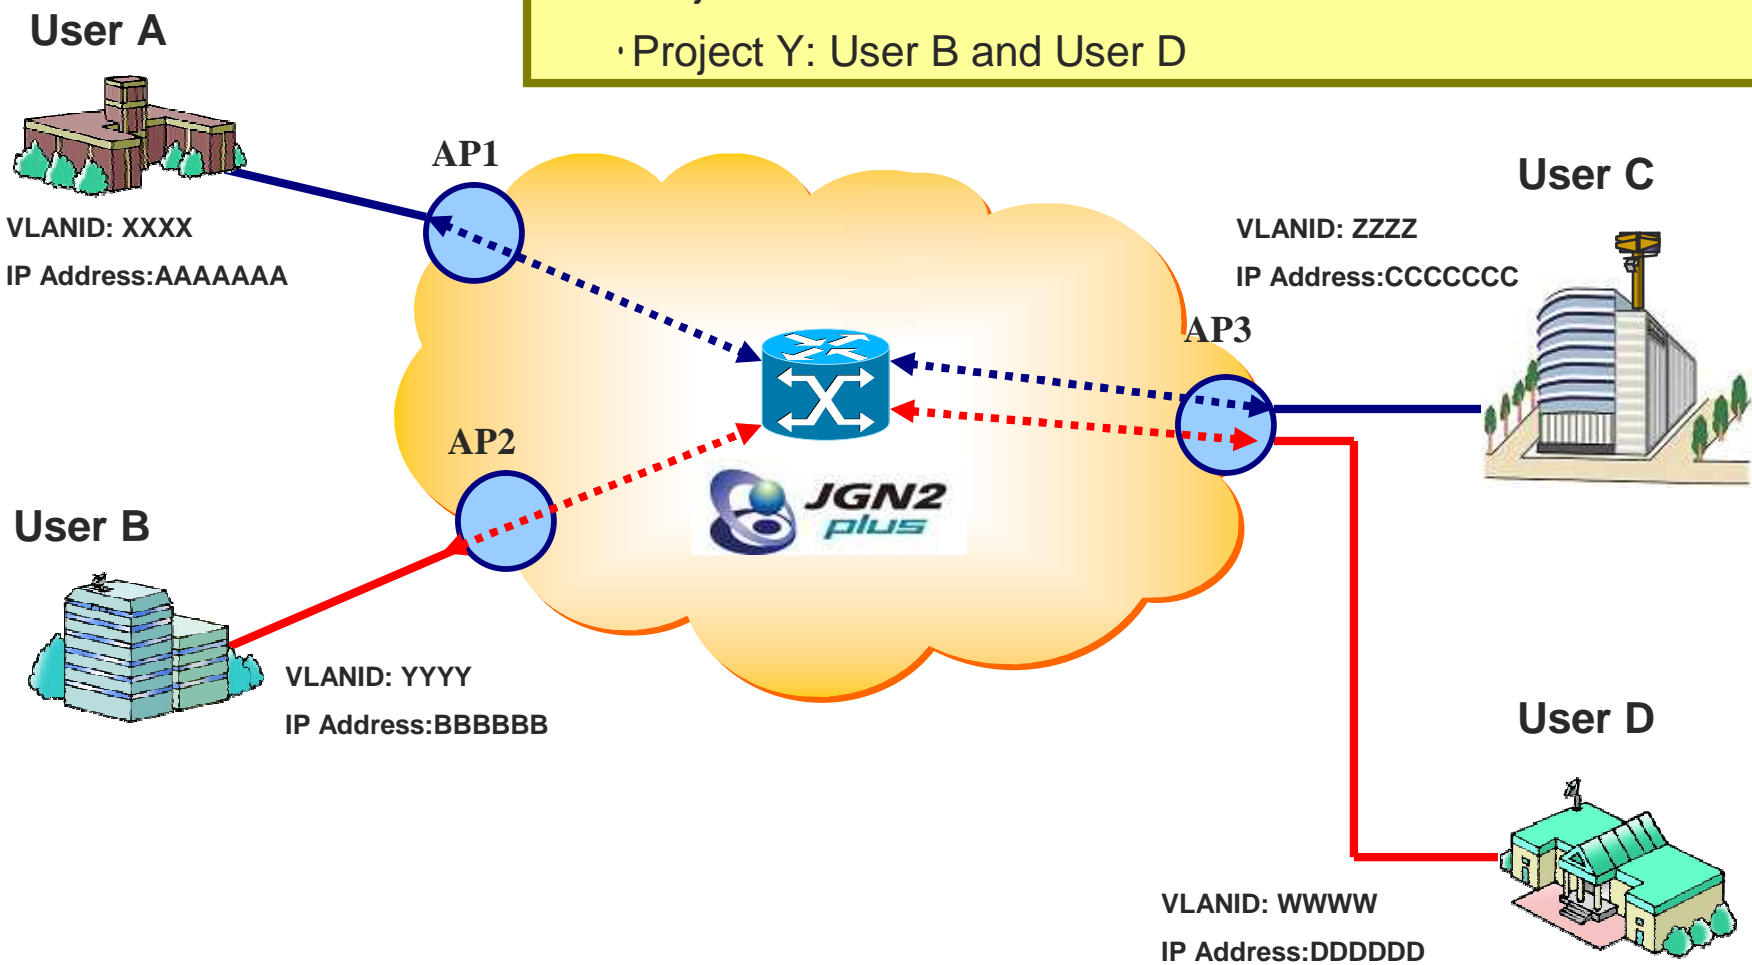 User A
·Project Y: User B and User D
AP1
User C
VLANID: XXXX
IP Address:AAAAAAA
VLANID: ZZZZ
IP Address:CCCCCCC
AP3
AP2
JGN2
plus
User B
VLANID: YYYY
IP Address:BBBBBB
User D
VLANID: WWWW
IP Address:DDDDDD